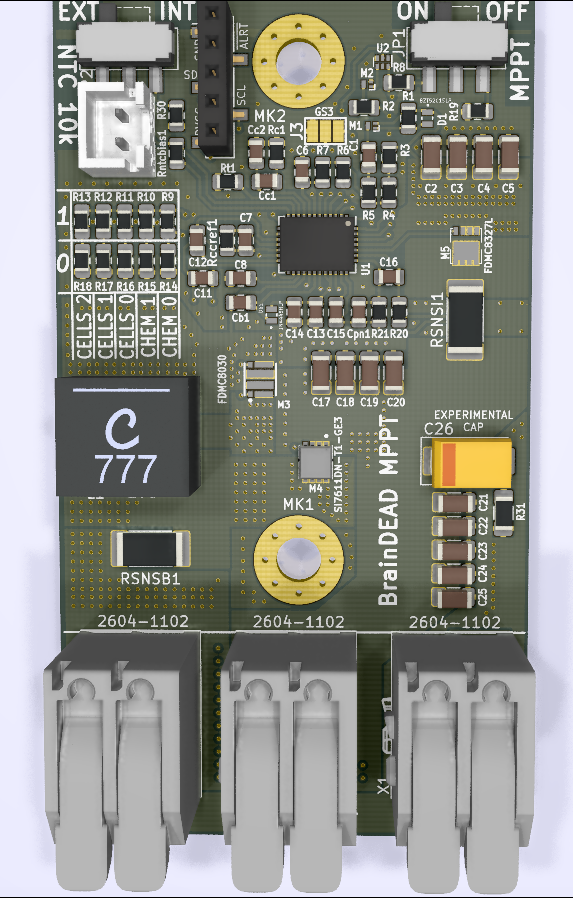 EXT INT
ON OFF
NTC 10K
MPPT
JP1
U2
R8
M2
ALRT
SD
SCL
R30
Rntcbias1
MK2
GS3
J3
M1
C1
R2
R1
D1
R19
Cc2 Rc1
C6 R7 R6
R3
Rt1
Cc1
R5 R4
C2 C3 C4 C5
R13 R12 R11 R10 R9
1
0
R18 R17 R16 R15 R14
CELLS 2
CELLS 1
CELLS 0
CHEM 1
CHEM 0
C7
Rccref1
C12
C11
C8
Cb1
U1
C16
M5
FDMC8327L
RSNSI1
C14 C13 C15 Cpn1 R21 R20
FDMC8030
M3
C17 C18 C19 C20
C
777
M4
SI7611DN-T1-GE3
BrainDEAD MPPT
EXPERIMENTAL
CAP
C26
C21
C22
C23
C24
C25
R31
MK1
RSNSB1
2604-1102
2604-1102
2604-1102
X1